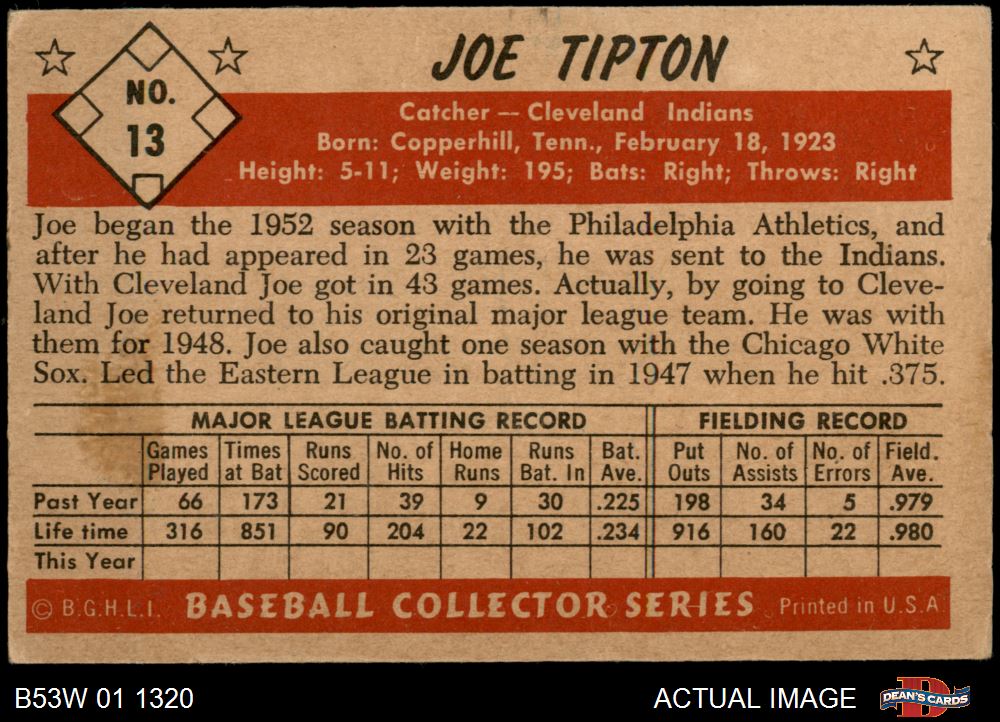 JOE TIPTON
NO.
13
Catcher — Cleveland Indians
Born: Copperhill, Tenn., February 18, 1923
Height: 5-11; Weight: 195; Bats: Right; Throws: Right
Joe began the 1952 season with the Philadelphia Athletics, and
after he had appeared in 23 games, he was sent to the Indians.
With Cleveland Joe got in 43 games. Actually, by going to Cleve-
land Joe returned to his original major league team. He was with
them for 1948. Joe also caught one season with the Chicago White
Sox. Led the Eastern League in batting in 1947 when he hit .375.
MAJOR LEAGUE BATTING RECORD FIELDING RECORD
Games Times Runs No. of Home Runs Bat. Put No. of No. of Field.
Played at Bat Scored Hits Runs Bat. In Ave. Outs Assists Errors Ave.
Past Year 66 173 21 39 9 30 .225 198 34 5 .979
Life time 316 851 90 204 22 102 .234 916 160 22 .980
This Year
© B.G.H.L.I. BASEBALL COLLECTOR SERIES Printed in U.S.A
B53W 01 1320 ACTUAL IMAGE DEAN'S CARDS